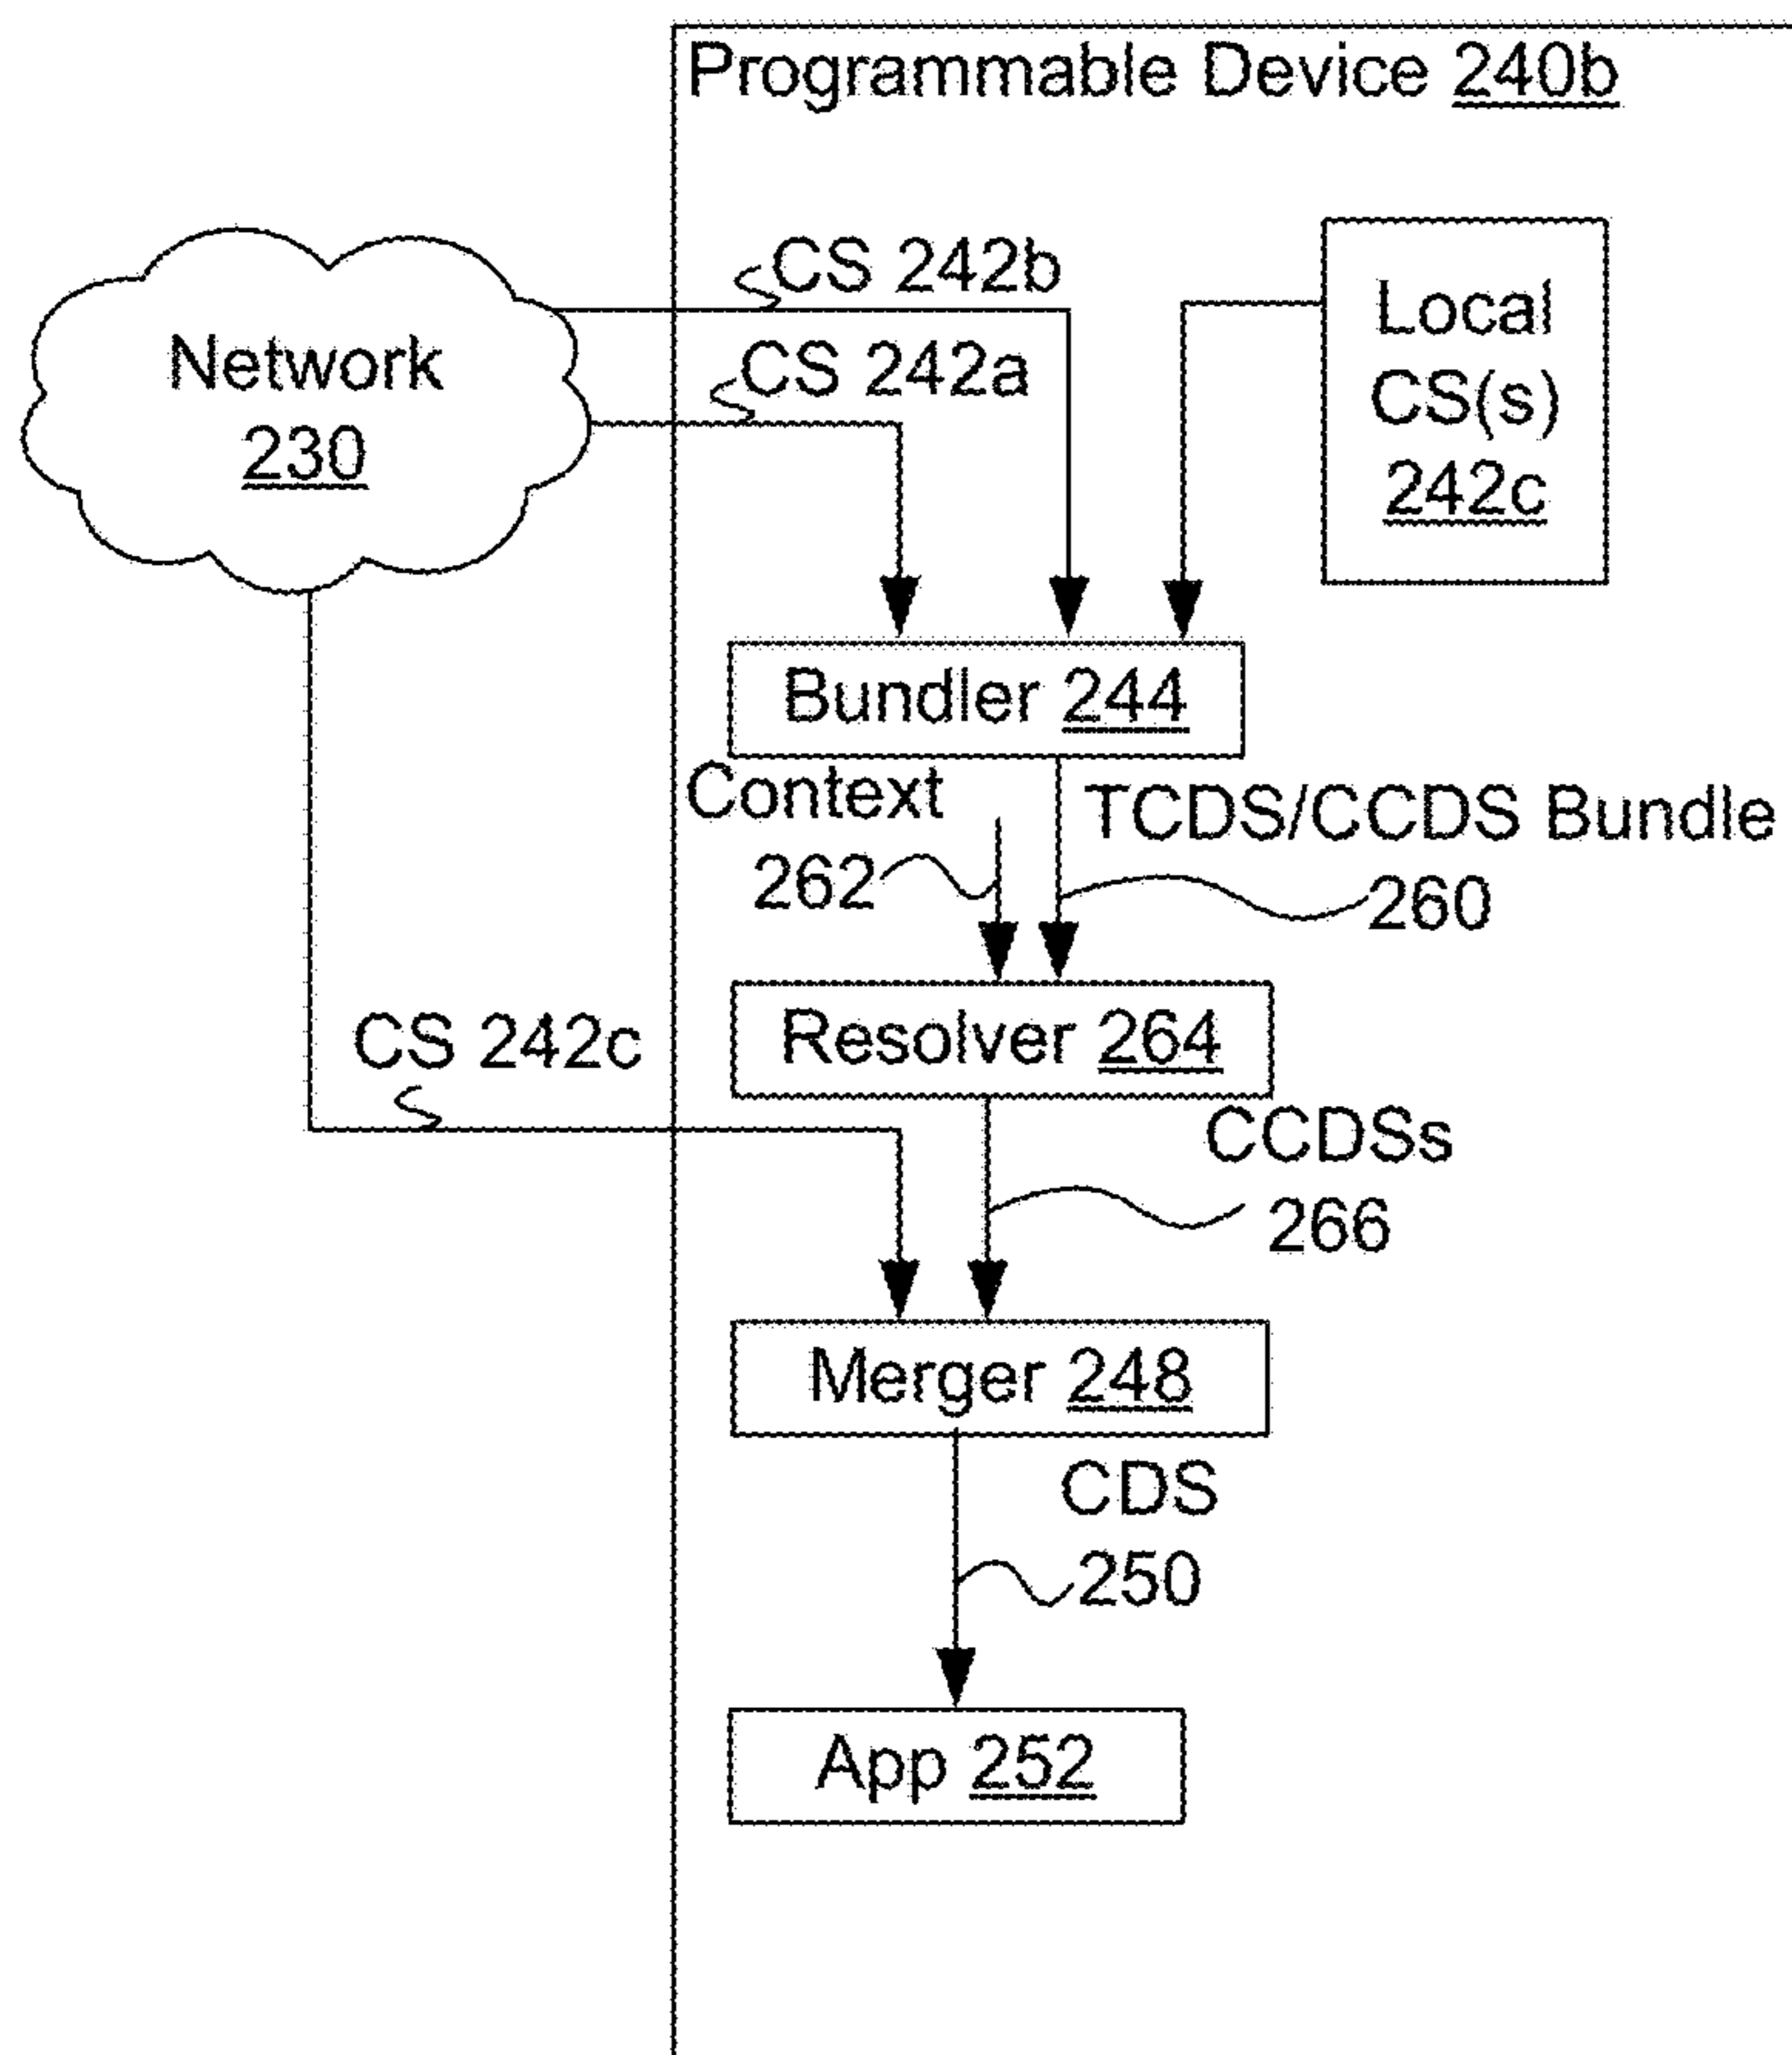 Programmable Device 240b
CS 242b
CS 242a
Network
230
Local
CS(s)
242c
Bundler 244
Context
262
TCDS/CCDS Bundle
260
Resolver 264
CS 242c
CCDSs
266
Merger 248
CDS
250
App 252